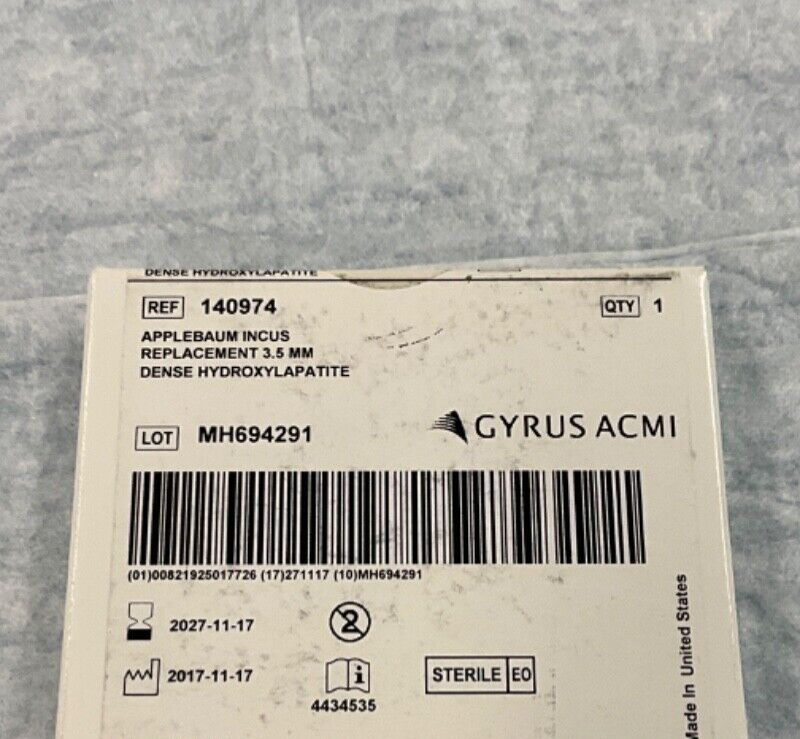 DENSE HYDROXYLAPATITE
REF 140974
QTY 1
APPLEBAUM INCUS
REPLACEMENT 3.5 MM
DENSE HYDROXYLAPATITE
LOT MH694291
GYRUS ACMI
(01)00821925017726 (17)271117 (10)MH694291
2027-11-17
2
2017-11-17
i
4434535
STERILE EO
Made In United States